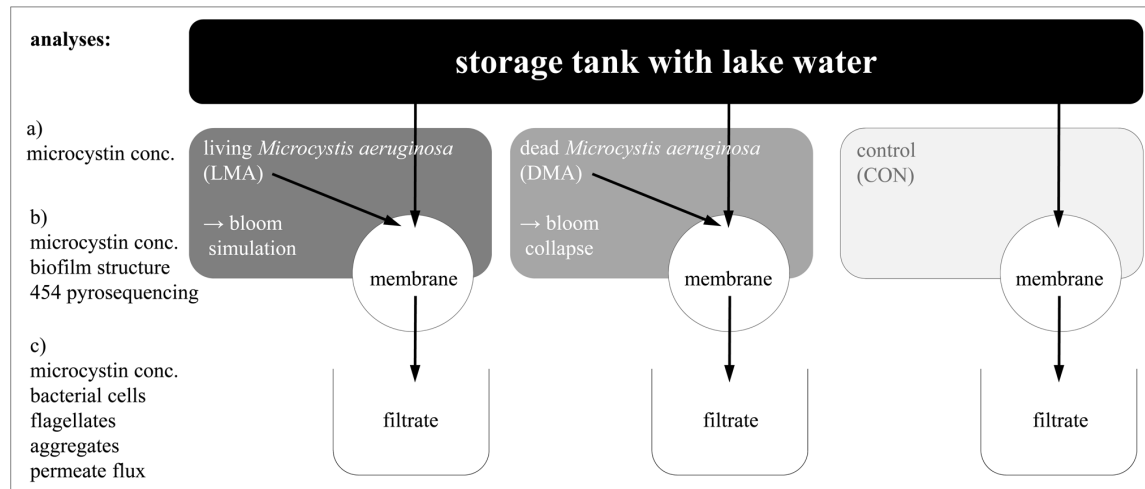 analyses:
storage tank with lake water
a)
microcystin conc.
living Microcystis aeruginosa
(LMA)
→ bloom
simulation
dead Microcystis aeruginosa
(DMA)
→ bloom
collapse
control
(CON)
b)
microcystin conc.
biofilm structure
454 pyrosequencing
membrane
membrane
membrane
c)
microcystin conc.
bacterial cells
flagellates
aggregates
permeate flux
filtrate
filtrate
filtrate